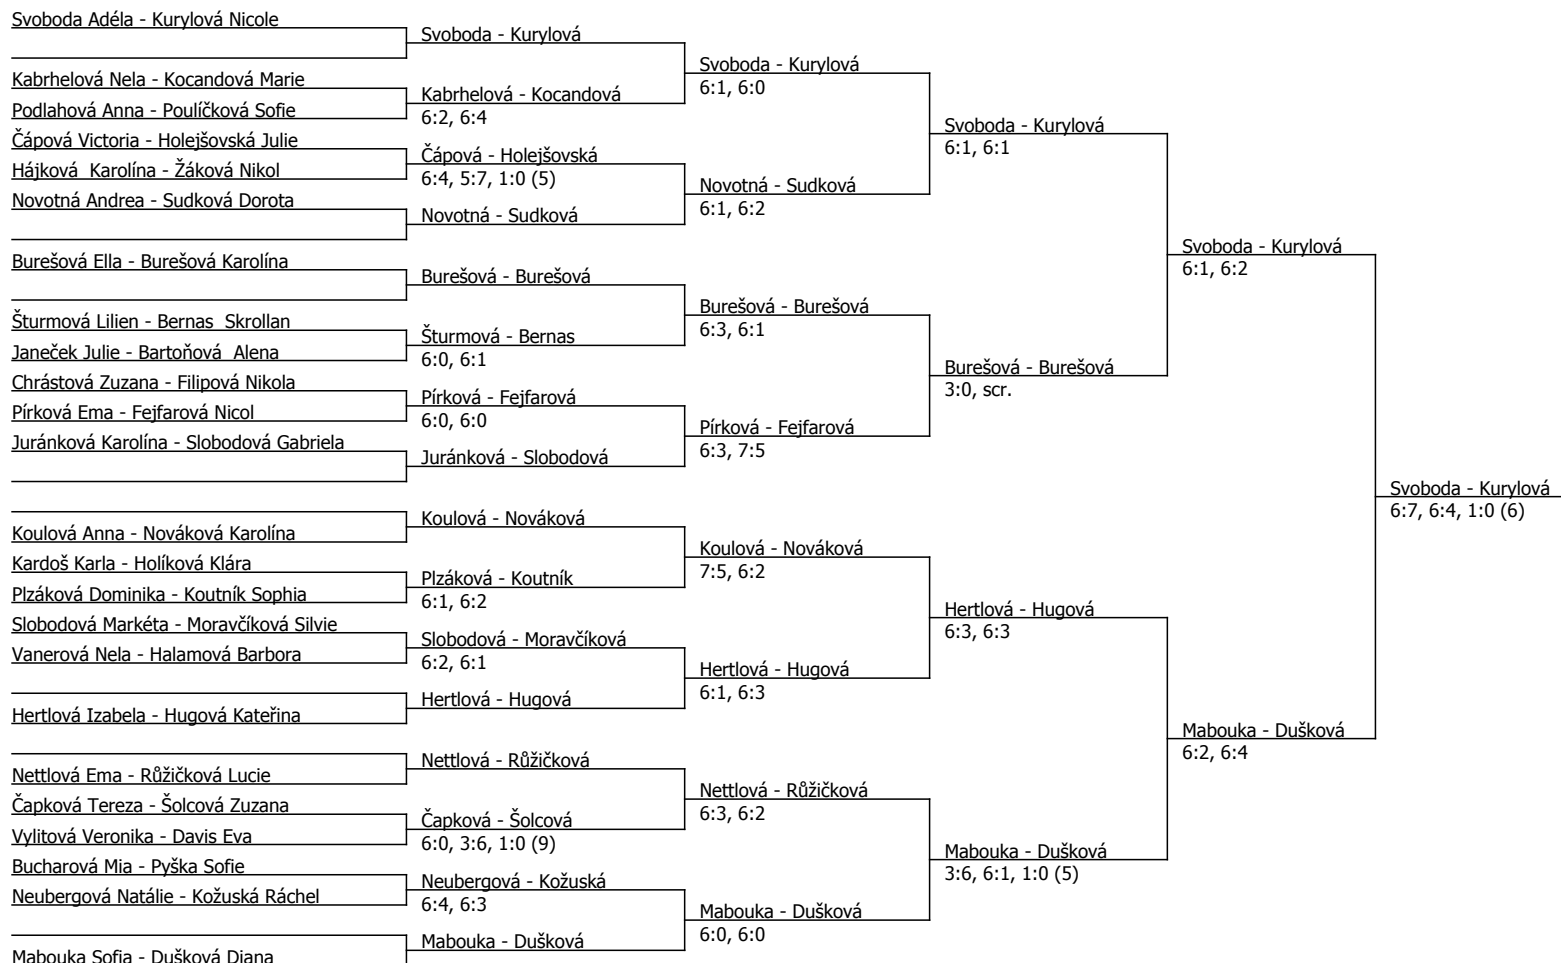 Svoboda Adéla - Kurylová Nicole
Kabrhelová Nela - Kocandová Marie
Podlahová Anna - Poulíčková Sofie
Čápová Victoria - Holejšovská Julie
Hájková  Karolína - Žáková Nikol
Novotná Andrea - Sudková Dorota
Burešová Ella - Burešová Karolína
Šturmová Lilien - Bernas  Skrollan
Janeček Julie - Bartoňová  Alena
Chrástová Zuzana - Filipová Nikola
Pírková Ema - Fejfarová Nicol
Juránková Karolína - Slobodová Gabriela
Koulová Anna - Nováková Karolína
Kardoš Karla - Holíková Klára
Plzáková Dominika - Koutník Sophia
Slobodová Markéta - Moravčíková Silvie
Vanerová Nela - Halamová Barbora
Hertlová Izabela - Hugová Kateřina
Nettlová Ema - Růžičková Lucie
Čapková Tereza - Šolcová Zuzana
Vylitová Veronika - Davis Eva
Bucharová Mia - Pyška Sofie
Neubergová Natálie - Kožuská Ráchel
Mabouka Sofia - Dušková Diana
Svoboda - Kurylová
Kabrhelová - Kocandová
6:2, 6:4
Čápová - Holejšovská
6:4, 5:7, 1:0 (5)
Novotná - Sudková
Burešová - Burešová
Šturmová - Bernas
6:0, 6:1
Pírková - Fejfarová
6:0, 6:0
Juránková - Slobodová
Koulová - Nováková
Plzáková - Koutník
6:1, 6:2
Slobodová - Moravčíková
6:2, 6:1
Hertlová - Hugová
Nettlová - Růžičková
Čapková - Šolcová
6:0, 3:6, 1:0 (9)
Neubergová - Kožuská
6:4, 6:3
Mabouka - Dušková
Svoboda - Kurylová
6:1, 6:0
Novotná - Sudková
6:1, 6:2
Burešová - Burešová
6:3, 6:1
Pírková - Fejfarová
6:3, 7:5
Koulová - Nováková
7:5, 6:2
Hertlová - Hugová
6:1, 6:3
Nettlová - Růžičková
6:3, 6:2
Mabouka - Dušková
6:0, 6:0
Svoboda - Kurylová
6:1, 6:1
Burešová - Burešová
3:0, scr.
Hertlová - Hugová
6:3, 6:3
Mabouka - Dušková
3:6, 6:1, 1:0 (5)
Svoboda - Kurylová
6:1, 6:2
Mabouka - Dušková
6:2, 6:4
Svoboda - Kurylová
6:7, 6:4, 1:0 (6)